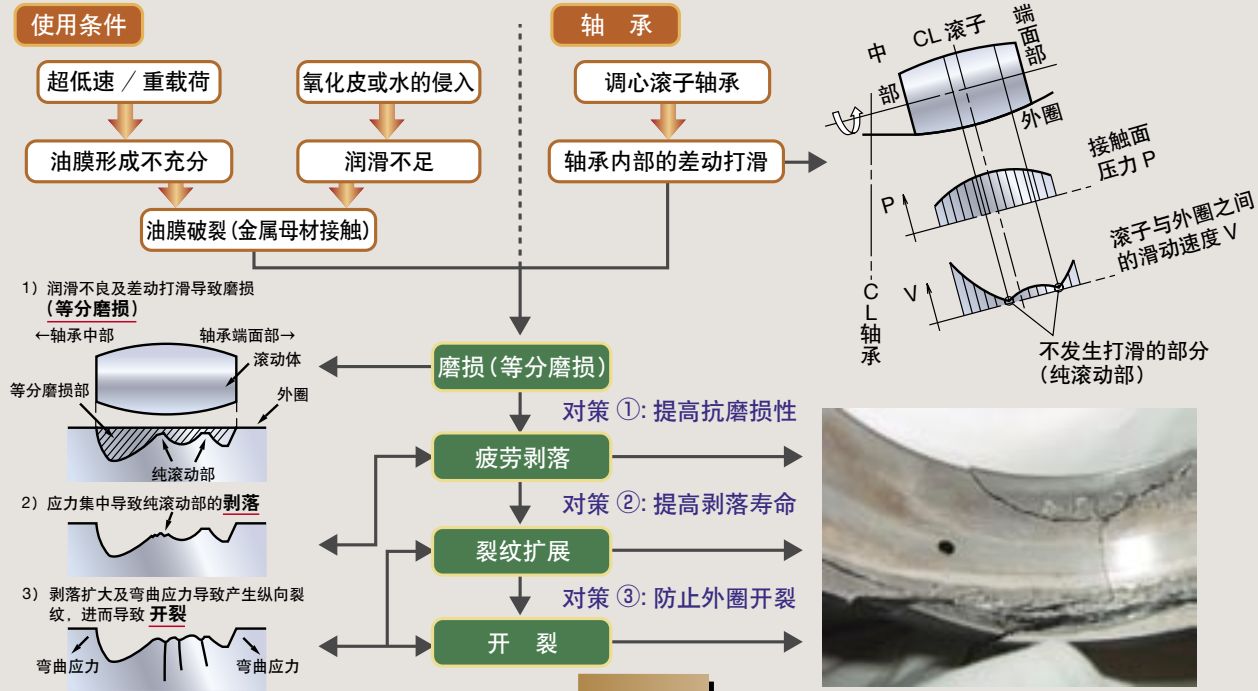 使用条件
轴 承
超低速／重载荷
氧化皮或水的侵入
调心滚子轴承
油膜形成不充分
润滑不足
轴承内部的差动打滑
油膜破裂(金属母材接触)
中
部
CL 滚子
端
面
部
外圈
接触面
压力 P
P
滚子与外圈之间
的滑动速度 V
V
C
L
轴
承
不发生打滑的部分
(纯滚动部)
1）润滑不良及差动打滑导致磨损
(等分磨损)
←轴承中部
轴承端面部→
滚动体
等分磨损部
外圈
纯滚动部
2）应力集中导致纯滚动部的剥落
3）剥落扩大及弯曲应力导致产生纵向裂
纹，进而导致 开裂
弯曲应力
弯曲应力
磨损(等分磨损)
对策 ①: 提高抗磨损性
疲劳剥落
对策 ②: 提高剥落寿命
裂纹扩展
对策 ③: 防止外圈开裂
开 裂